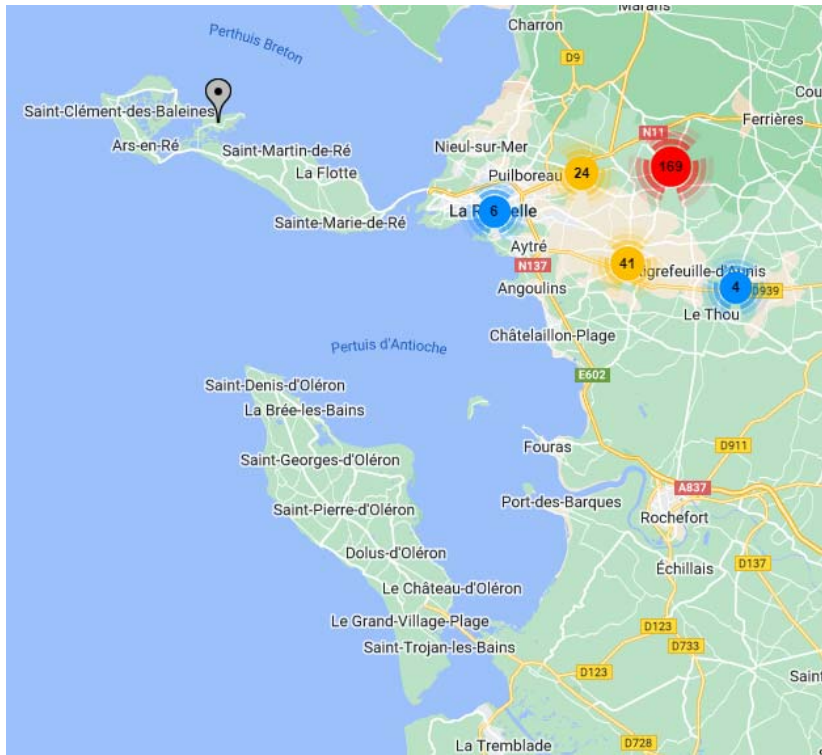 Marans
Charron
Perthuis Breton
D9
Cou
Saint-Clément-des-Baleines
Ferrières
N11
Ars-en-Ré
Saint-Martin-de-Ré
Nieul-sur-Mer
169
La Flotte
Puilboreau
24
6
Sainte-Marie-de-Ré
Aytré
N137
41
4
D939
Angoulins
Le Thou
Châtelaillon-Plage
Pertuis d'Antioche
E602
Saint-Denis-d'Oléron
La Brée-les-Bains
Fouras
D911
Saint-Georges-d'Oléron
A837
Port-des-Barques
Saint-Pierre-d'Oléron
Rochefort
Dolus-d'Oléron
Échillais
D137
Le Château-d'Oléron
Le Grand-Village-Plage
D123
Saint-Trojan-les-Bains
D733
D123
Saint
D728
La Tremblade